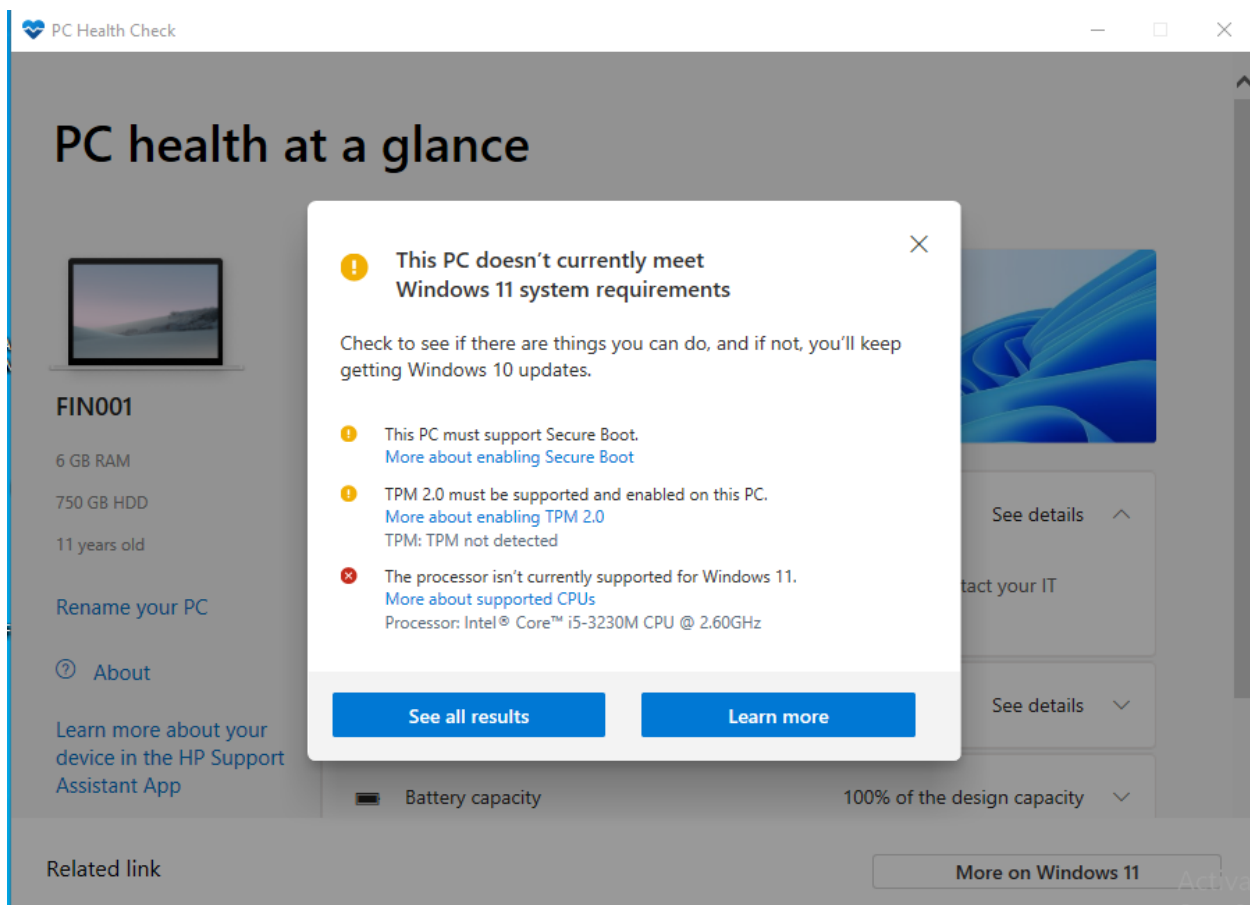 PC Health Check
PC health at a glance
This PC doesn't currently meet
Windows 11 system requirements
Check to see if there are things you can do, and if not, you'll keep
getting Windows 10 updates.
This PC must support Secure Boot.
More about enabling Secure Boot
TPM 2.0 must be supported and enabled on this PC.
More about enabling TPM 2.0
TPM: TPM not detected
The processor isn't currently supported for Windows 11.
More about supported CPUs
Processor: Intel® Core™ i5-3230M CPU @ 2.60GHz
See all results
Learn more
FIN001
6 GB RAM
750 GB HDD
11 years old
Rename your PC
About
Learn more about your
device in the HP Support
Assistant App
See details
tact your IT
See details
Battery capacity
100% of the design capacity
Related link
More on Windows 11
Activa